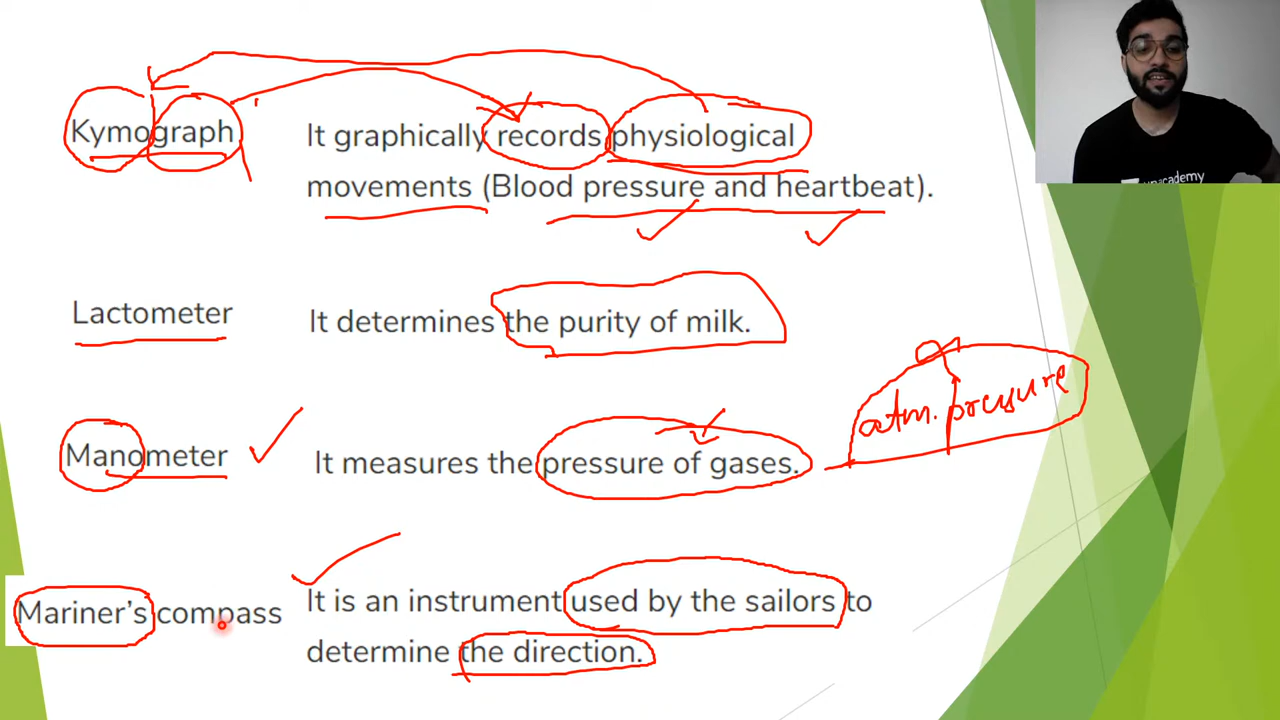 Kymograph
It graphically records physiological
movements (Blood pressure and heartbeat).
Lactometer
It determines the purity of milk.
Manometer
It measures the pressure of gases.
atm. pressure
Mariner's compass
It is an instrument used by the sailors to
determine the direction.